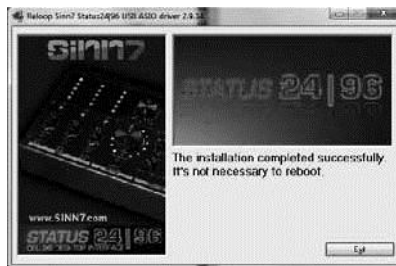 Reloop Sinn7 Status24|96 USB ASIO driver 2.9.
SINN7
www.SINN7.com
STATUS 24|96
STATUS 24|96
The installation completed successfully.
It's not necessary to reboot.
Exit